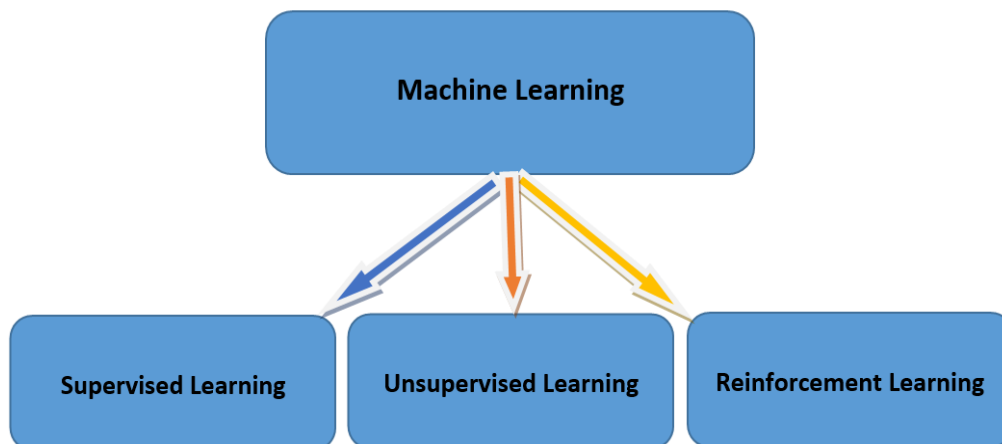 Machine Learning
Supervised Learning
Unsupervised Learning
Reinforcement Learning